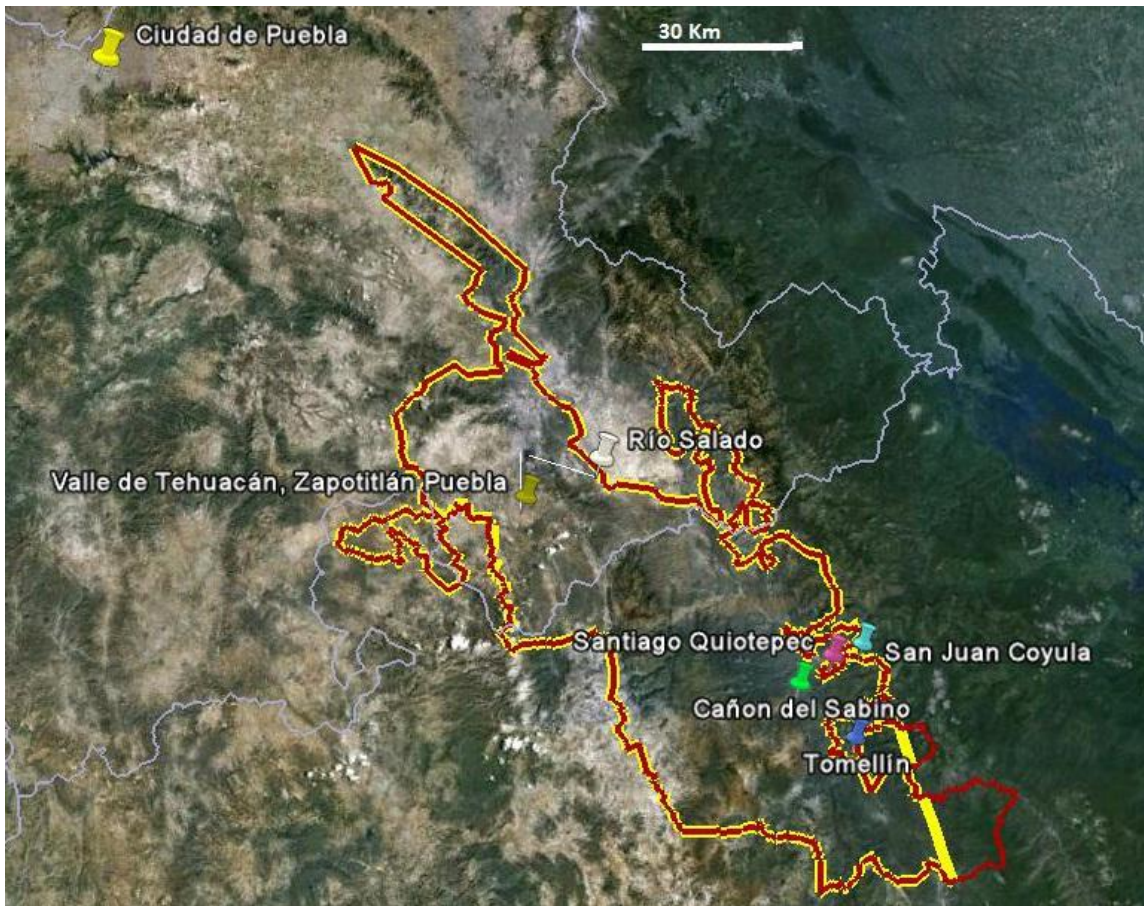 Ciudad de Puebla
30 Km
Río Salado
Valle de Tehuacán, Zapotitlán Puebla
Santiago Quiotepec
San Juan Coyula
Cañon del Sabino
Tomellín